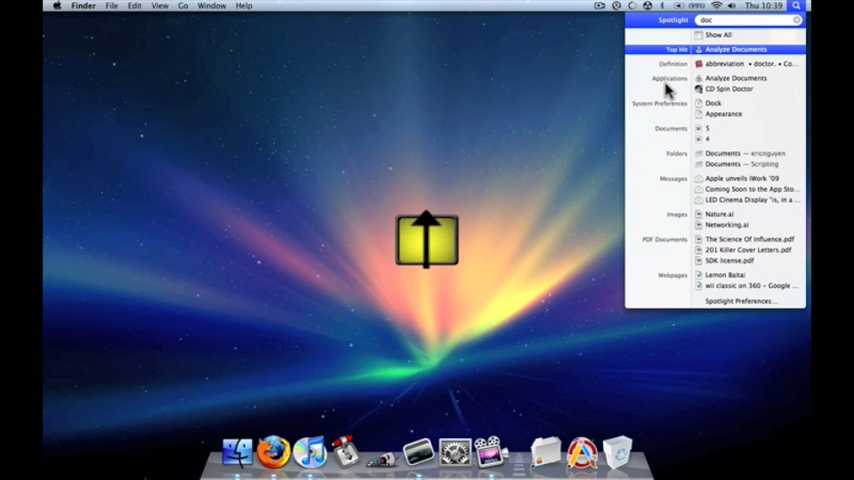 Finder File Edit View Go Window Help
(99%) Thu 10:39
Spotlight doc
Show All
Top Hit Analyze Documents
Definition abbreviation • doctor. • Co...
Applications Analyze Documents
CD Spin Doctor
System Preferences Dock
Appearance
Documents 5
4
Folders Documents — ericnguyen
Documents — Scripting
Messages Apple unveils iWork '09
Coming Soon to the App Sto...
LED Cinema Display "is, in a ...
Images Nature.ai
Networking.ai
PDF Documents The Science Of Influence.pdf
201 Killer Cover Letters.pdf
SDK license.pdf
Webpages Lemon Baitai
wii classic on 360 - Google ...
Spotlight Preferences...